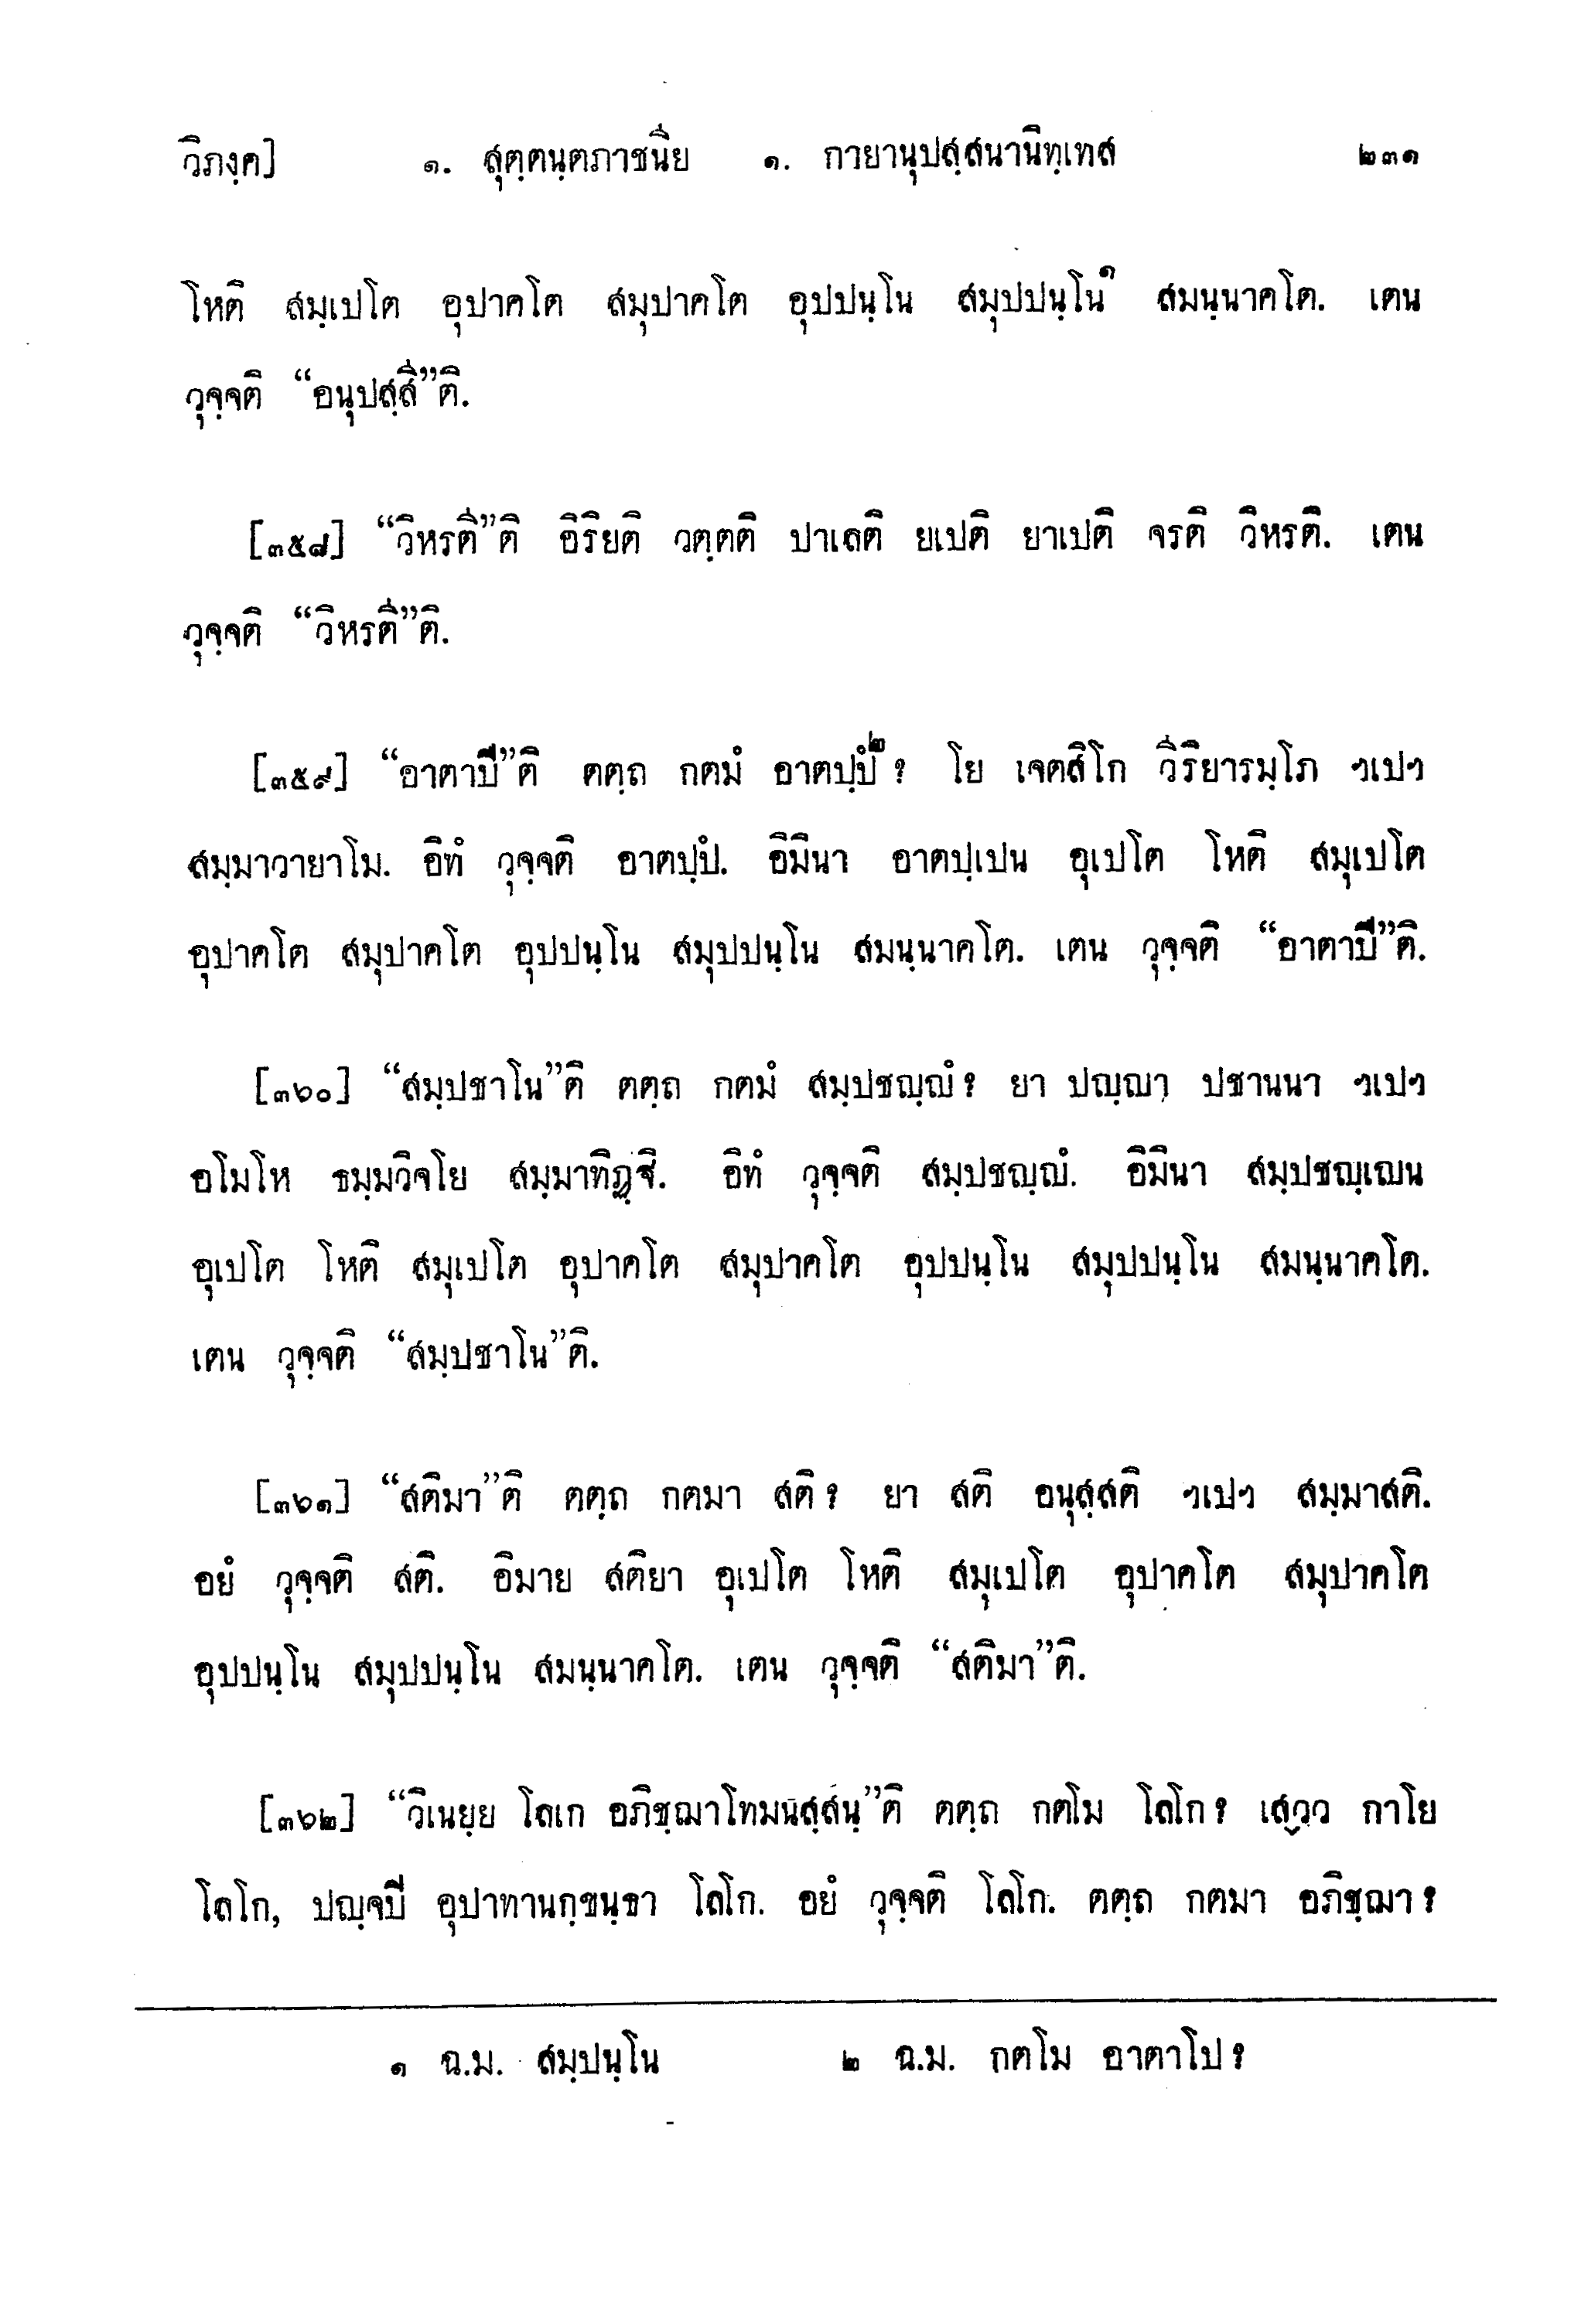 วิภงฺค] ๑. สุตฺตนฺตภาชนีย ๑. กายานุปสฺสนานิทฺเทส ๒๓๑
โหติ สมฺเปโต อุปาคโต สมุปาคโต อุปปนฺโน สมุปปนฺโน๑ สมนฺนาคโต. เตน
วุจฺจติ “อนุปสฺสี”ติ.
[๓๕๘] “วิหรตี”ติ อิริยติ วตฺตติ ปาเลติ ยเปติ ยาเปติ จรติ วิหรติ. เตน
วุจฺจติ “วิหรตี”ติ.
[๓๕๙] “อาตาปี”ติ ตตฺถ กตมํ อาตปฺปํ๒ ? โย เจตสิโก วีริยารมฺโภ ฯเปฯ
สมฺมาวายาโม. อิทํ วุจฺจติ อาตปฺปํ. อิมินา อาตปฺเปน อุเปโต โหติ สมุเปโต
อุปาคโต สมุปาคโต อุปปนฺโน สมุปปนฺโน สมนฺนาคโต. เตน วุจฺจติ “อาตาปี”ติ.
[๓๖๐] “สมฺปชาโน”ติ ตตฺถ กตมํ สมฺปชญฺญํ? ยา ปญฺญา ปชานนา ฯเปฯ
อโมโห ธมฺมวิจโย สมฺมาทิฏฺฐิ. อิทํ วุจฺจติ สมฺปชญฺญํ. อิมินา สมฺปชญฺเญน
อุเปโต โหติ สมุเปโต อุปาคโต สมุปาคโต อุปปนฺโน สมุปปนฺโน สมนฺนาคโต.
เตน วุจฺจติ “สมฺปชาโน”ติ.
[๓๖๑] “สติมา”ติ ตตฺถ กตมา สติ? ยา สติ อนุสฺสติ ฯเปฯ สมฺมาสติ.
อยํ วุจฺจติ สติ. อิมาย สติยา อุเปโต โหติ สมุเปโต อุปาคโต สมุปาคโต
อุปปนฺโน สมุปปนฺโน สมนฺนาคโต. เตน วุจฺจติ “สติมา”ติ.
[๓๖๒] “วิเนยฺย โลเก อภิชฺฌาโทมนสฺสนฺ”ติ ตตฺถ กตโม โลโก? เสฺวว กาโย
โลโก, ปญฺจปิ อุปาทานกฺขนฺธา โลโก. อยํ วุจฺจติ โลโก. ตตฺถ กตมา อภิชฺฌา?
๑ ฉ.ม. สมฺปนฺโน ๒ ฉ.ม. กตโม อาตาโป?